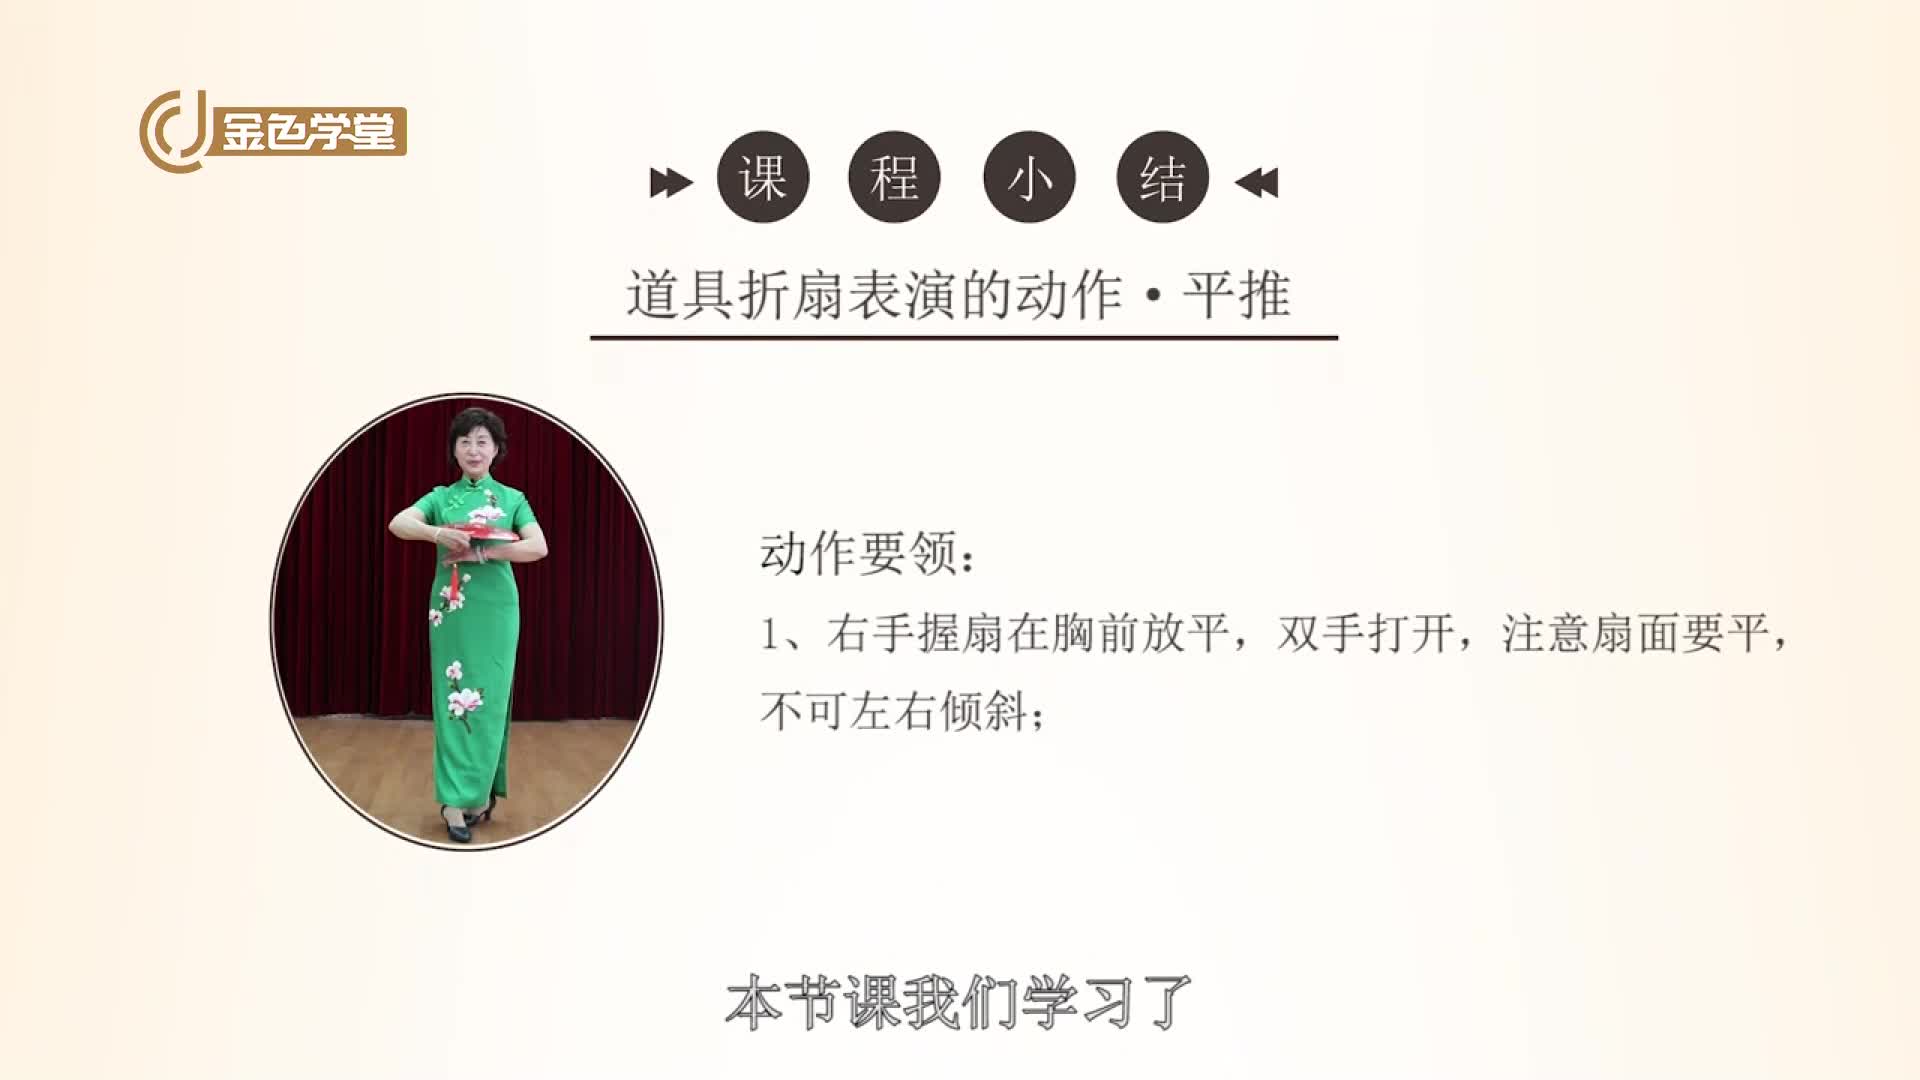 金色学堂
课程小结
道具折扇表演的动作·平推
动作要领：
1、右手握扇在胸前放平，双手打开，注意扇面要平，
不可左右倾斜；
本节课我们学习了